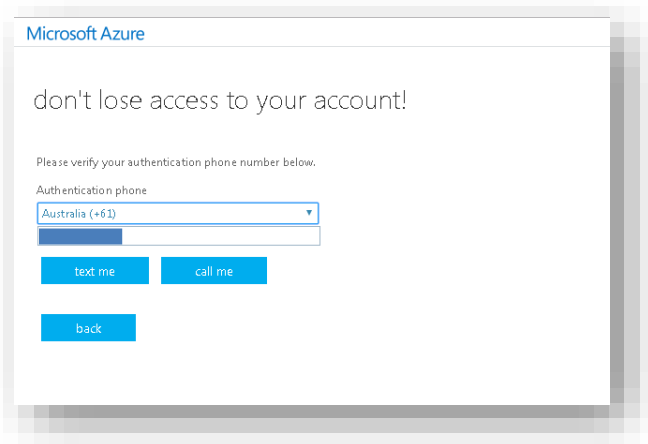 Microsoft Azure
don't lose access to your account!
Please verify your authentication phone number below.
Authentication phone
Australia (+61)
text me call me
back